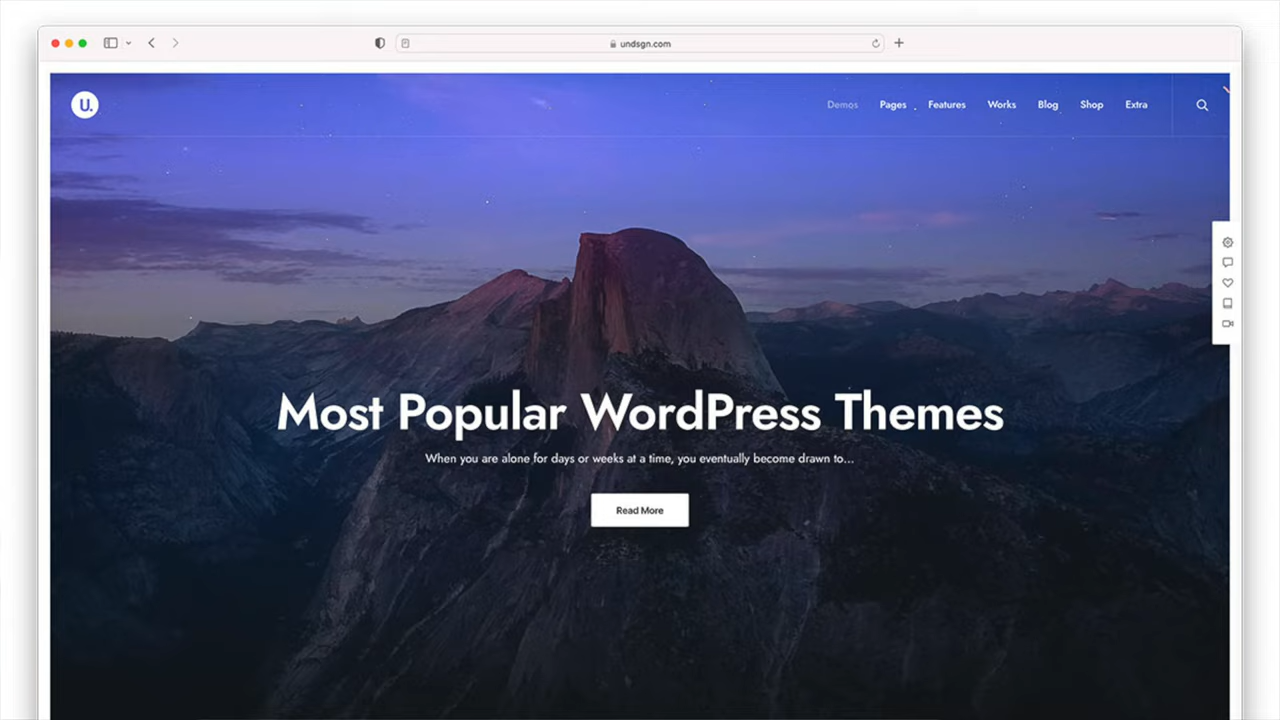 undsgn.com
U.
Demos Pages Features Works Blog Shop Extra
Most Popular WordPress Themes
When you are alone for days or weeks at a time, you eventually become drawn to...
Read More